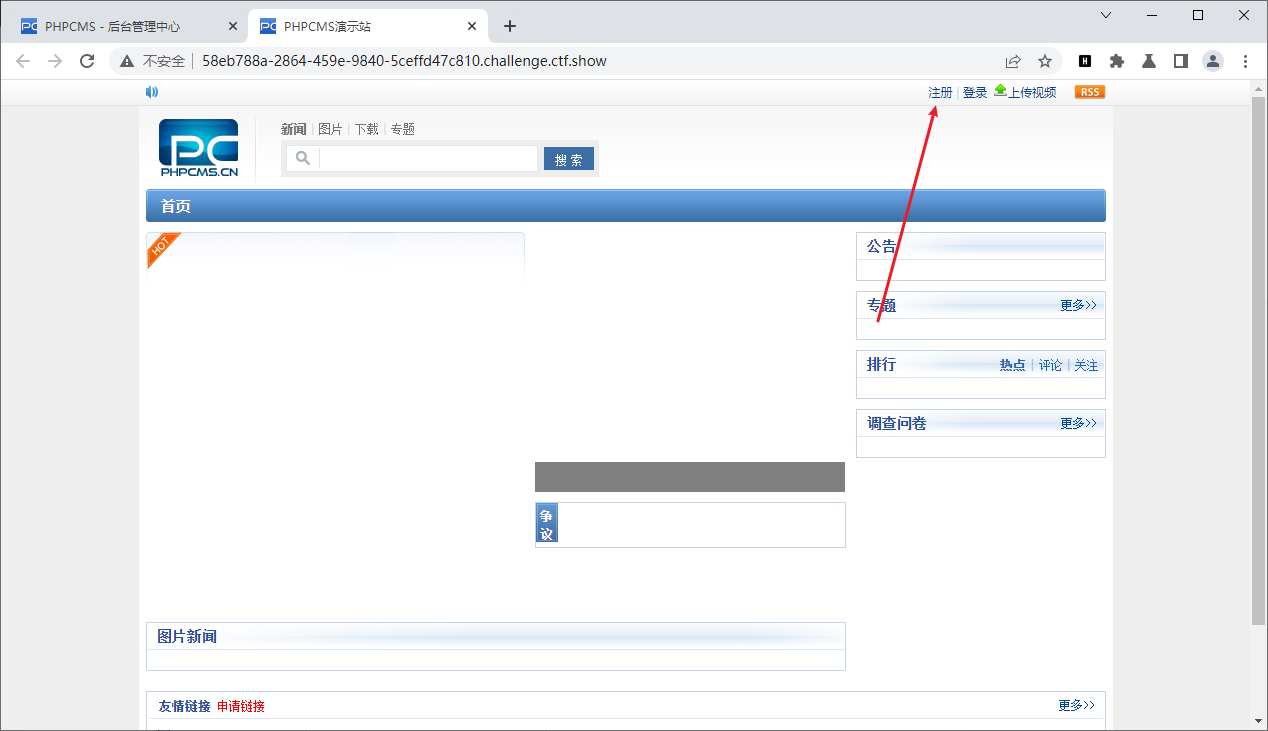 PHPCMS - 后台管理中心
PHPCMS演示站
不安全 58eb788a-2864-459e-9840-5ceffd47c810.challenge.ctf.show
注册 | 登录 上传视频 RSS
PC
PHPCMS.CN
新闻 | 图片 | 下载 | 专题
搜 索
首页
HOT
公告
专题 更多>>
排行 热点 | 评论 | 关注
调查问卷 更多>>
争
议
图片新闻
友情链接 申请链接 更多>>